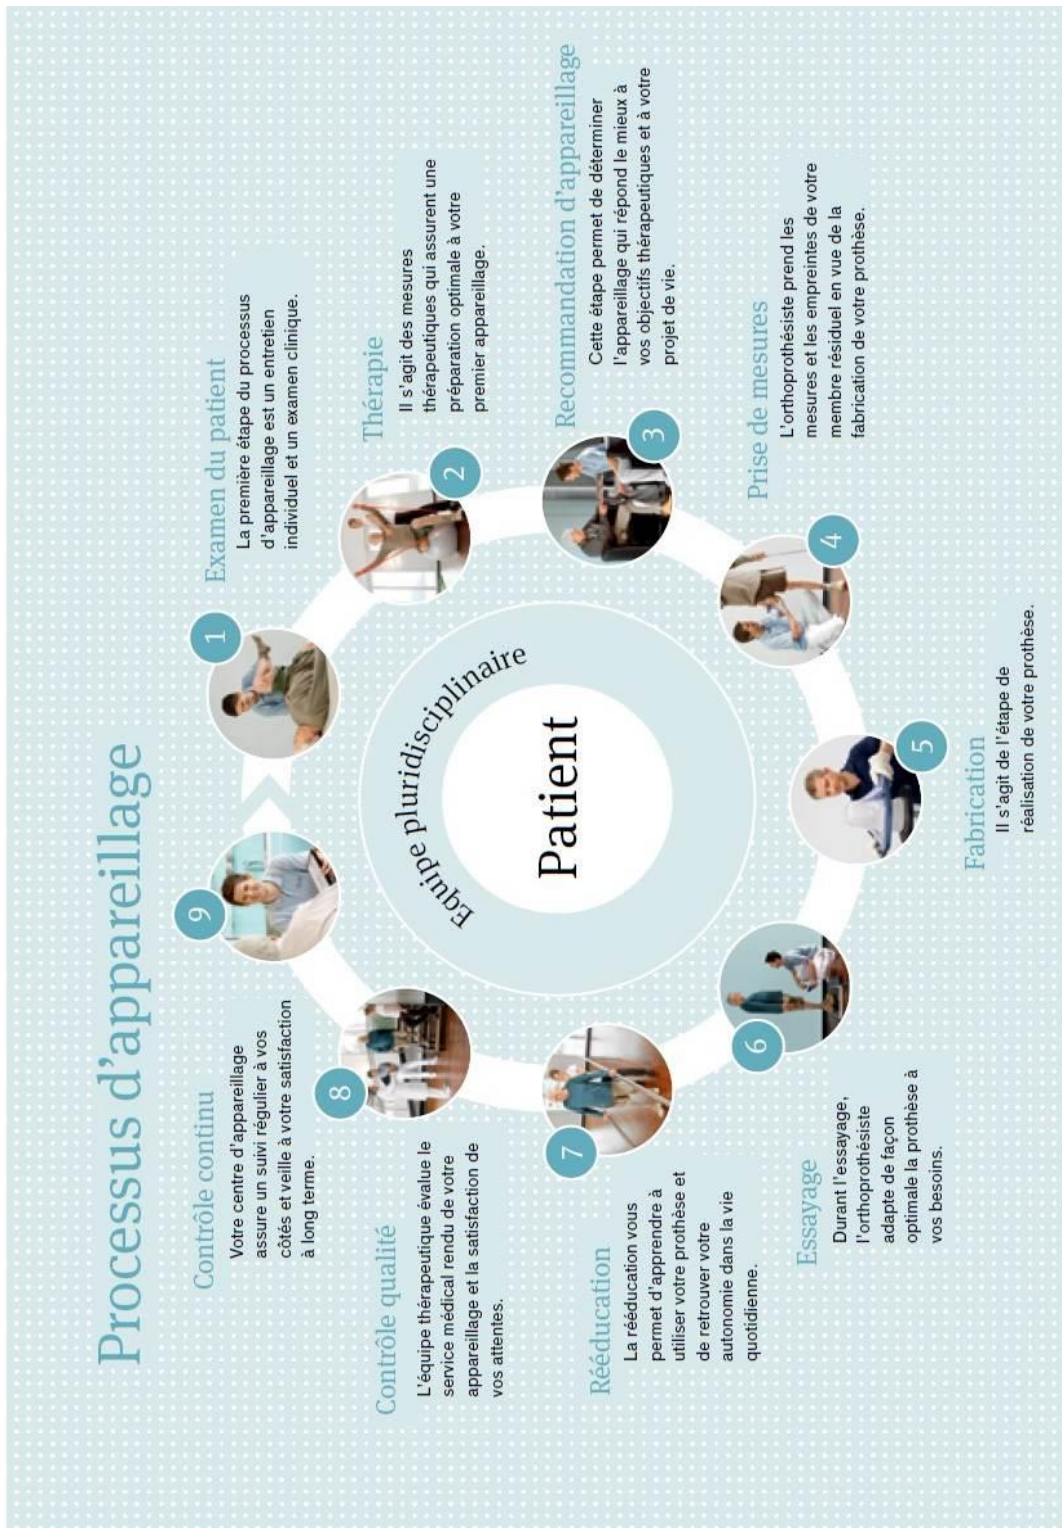 Processus d'appareillage
1
Examen du patient
La première étape du processus
d'appareillage est un entretien
individuel et un examen clinique.
2
Thérapie
Il s'agit des mesures
thérapeutiques qui assurent une
préparation optimale à votre
premier appareillage.
3
Recommandation d'appareillage
Cette étape permet de déterminer
l'appareillage qui répond le mieux à
vos objectifs thérapeutiques et à votre
projet de vie.
4
Prise de mesures
L'orthoprothésiste prend les
mesures et les empreintes de votre
membre résiduel en vue de la
fabrication de votre prothèse.
5
Fabrication
Il s'agit de l'étape de
réalisation de votre prothèse.
6
Essayage
Durant l'essayage,
l'orthoprothésiste
adapte de façon
optimale la prothèse à
vos besoins.
7
Rééducation
La rééducation vous
permet d'apprendre à
utiliser votre prothèse et
de retrouver votre
autonomie dans la vie
quotidienne.
8
Contrôle qualité
L'équipe thérapeutique évalue le
service médical rendu de votre
appareillage et la satisfaction de
vos attentes.
9
Contrôle continu
Votre centre d'appareillage
assure un suivi régulier à vos
côtés et veille à votre satisfaction
à long terme.
Equipe pluridisciplinaire
Patient